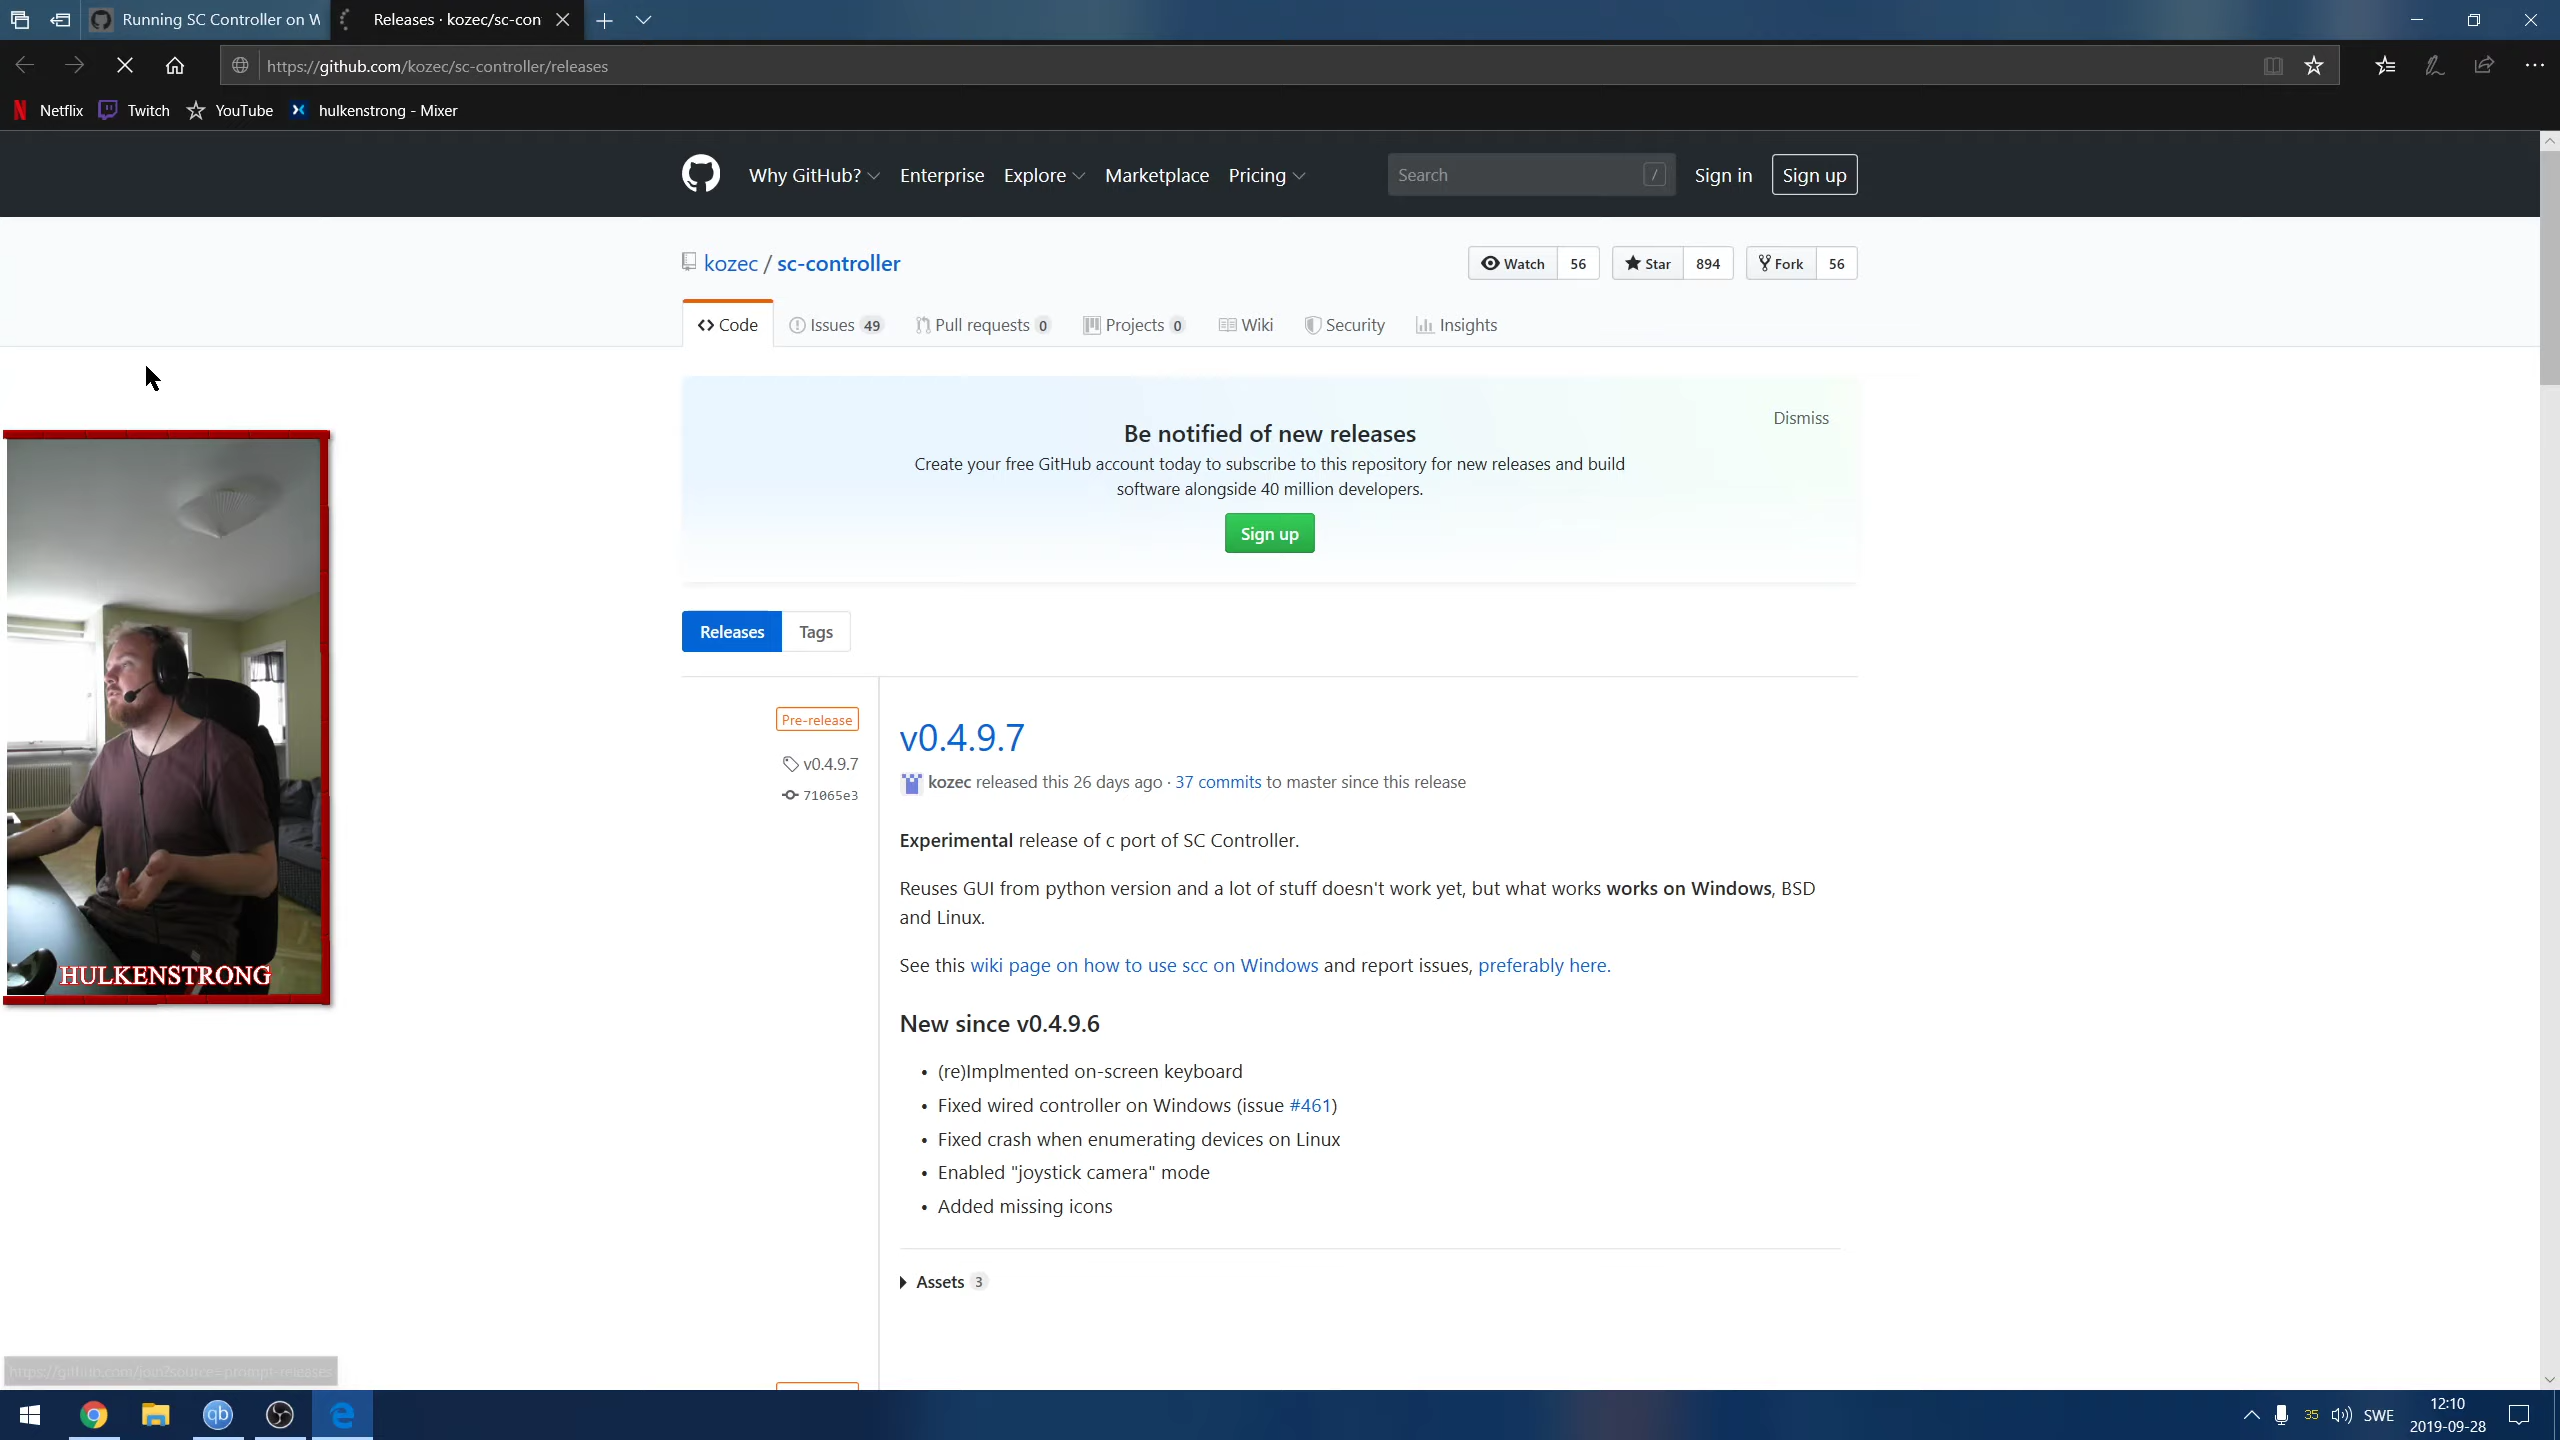 Running SC Controller on W
Releases · kozec/sc-con
https://github.com/kozec/sc-controller/releases
Netflix
Twitch
YouTube
hulkenstrong - Mixer
Why GitHub?
Enterprise
Explore
Marketplace
Pricing
Search
/
Sign in
Sign up
kozec / sc-controller
Watch 56
Star 894
Fork 56
Code
Issues 49
Pull requests 0
Projects 0
Wiki
Security
Insights
Dismiss
Be notified of new releases
Create your free GitHub account today to subscribe to this repository for new releases and build
software alongside 40 million developers.
Sign up
Releases
Tags
Pre-release
v0.4.9.7
71065e3
v0.4.9.7
kozec released this 26 days ago · 37 commits to master since this release
Experimental release of c port of SC Controller.
Reuses GUI from python version and a lot of stuff doesn't work yet, but what works works on Windows, BSD
and Linux.
See this wiki page on how to use scc on Windows and report issues, preferably here.
New since v0.4.9.6
• (re)Implmented on-screen keyboard
• Fixed wired controller on Windows (issue #461)
• Fixed crash when enumerating devices on Linux
• Enabled "joystick camera" mode
• Added missing icons
Assets 3
HULKENSTRONG
https://github.com/join?source=prompt-releases
qb
35
SWE
12:10
2019-09-28